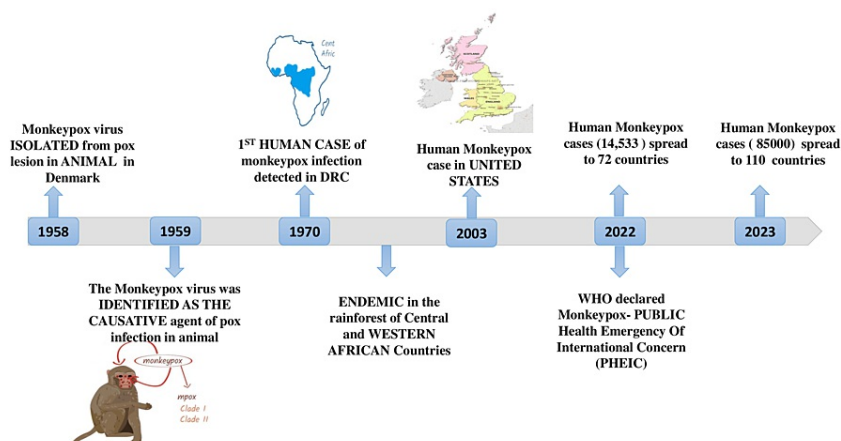 Cent
Afric
Monkeypox virus
ISOLATED from pox
lesion in ANIMAL in
Denmark
1ST HUMAN CASE of
monkeypox infection
detected in DRC
Human Monkeypox
case in UNITED
STATES
Human Monkeypox
cases (14,533 ) spread
to 72 countries
Human Monkeypox
cases ( 85000) spread
to 110 countries
1958
1959
1970
2003
2022
2023
The Monkeypox virus was
IDENTIFIED AS THE
CAUSATIVE agent of pox
infection in animal
ENDEMIC in the
rainforest of Central
and WESTERN
AFRICAN Countries
WHO declared
Monkeypox- PUBLIC
Health Emergency Of
International Concern
(PHEIC)
monkeypox
mpox
Clade I
Clade II